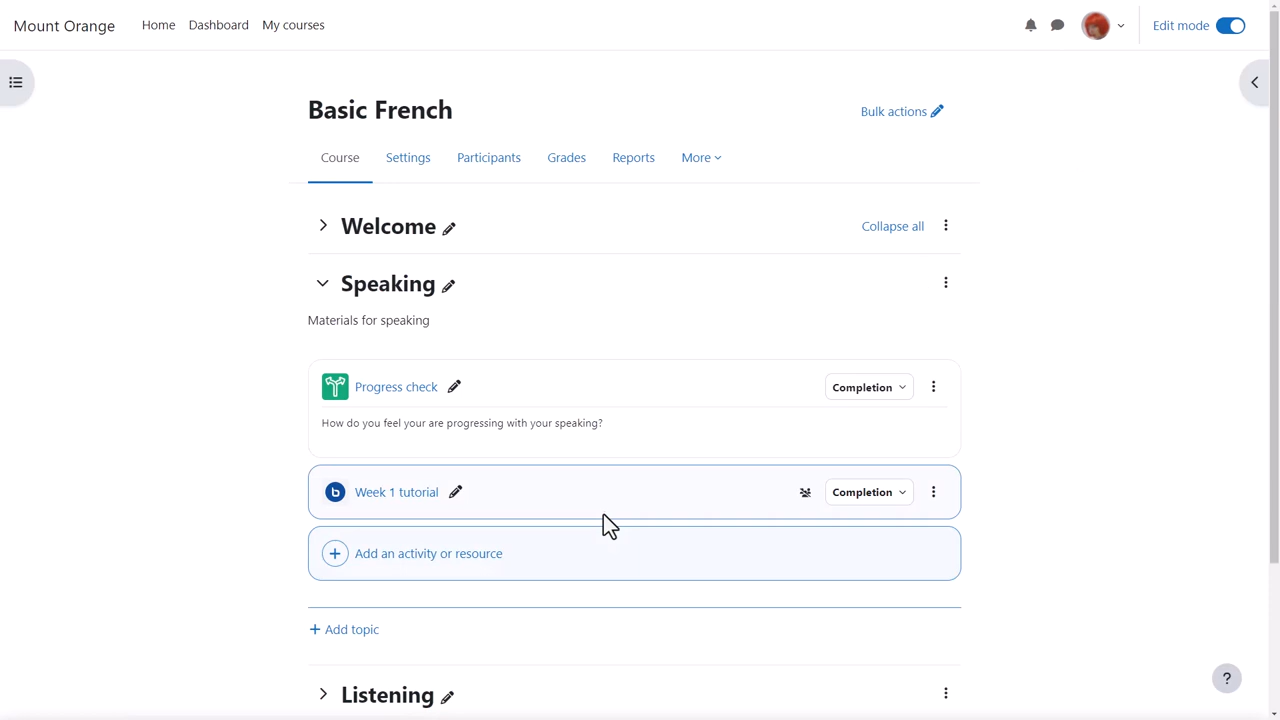 Mount Orange
Home
Dashboard
My courses
Edit mode
Basic French
Bulk actions
Course
Settings
Participants
Grades
Reports
More
Welcome
Collapse all
Speaking
Materials for speaking
Progress check
Completion
How do you feel your are progressing with your speaking?
b
Week 1 tutorial
Completion
+ Add an activity or resource
+ Add topic
Listening
?